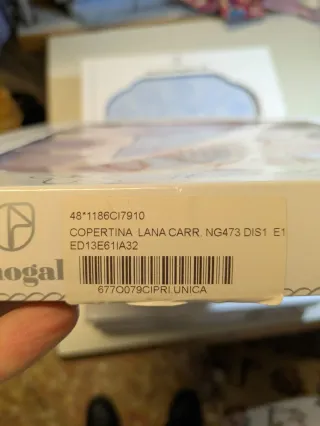 48*1186CI7910
COPERTINA LANA CARR. NG473 DIS1 E1
ED13E61IA32
677O079CIPRI.UNICA
nogal